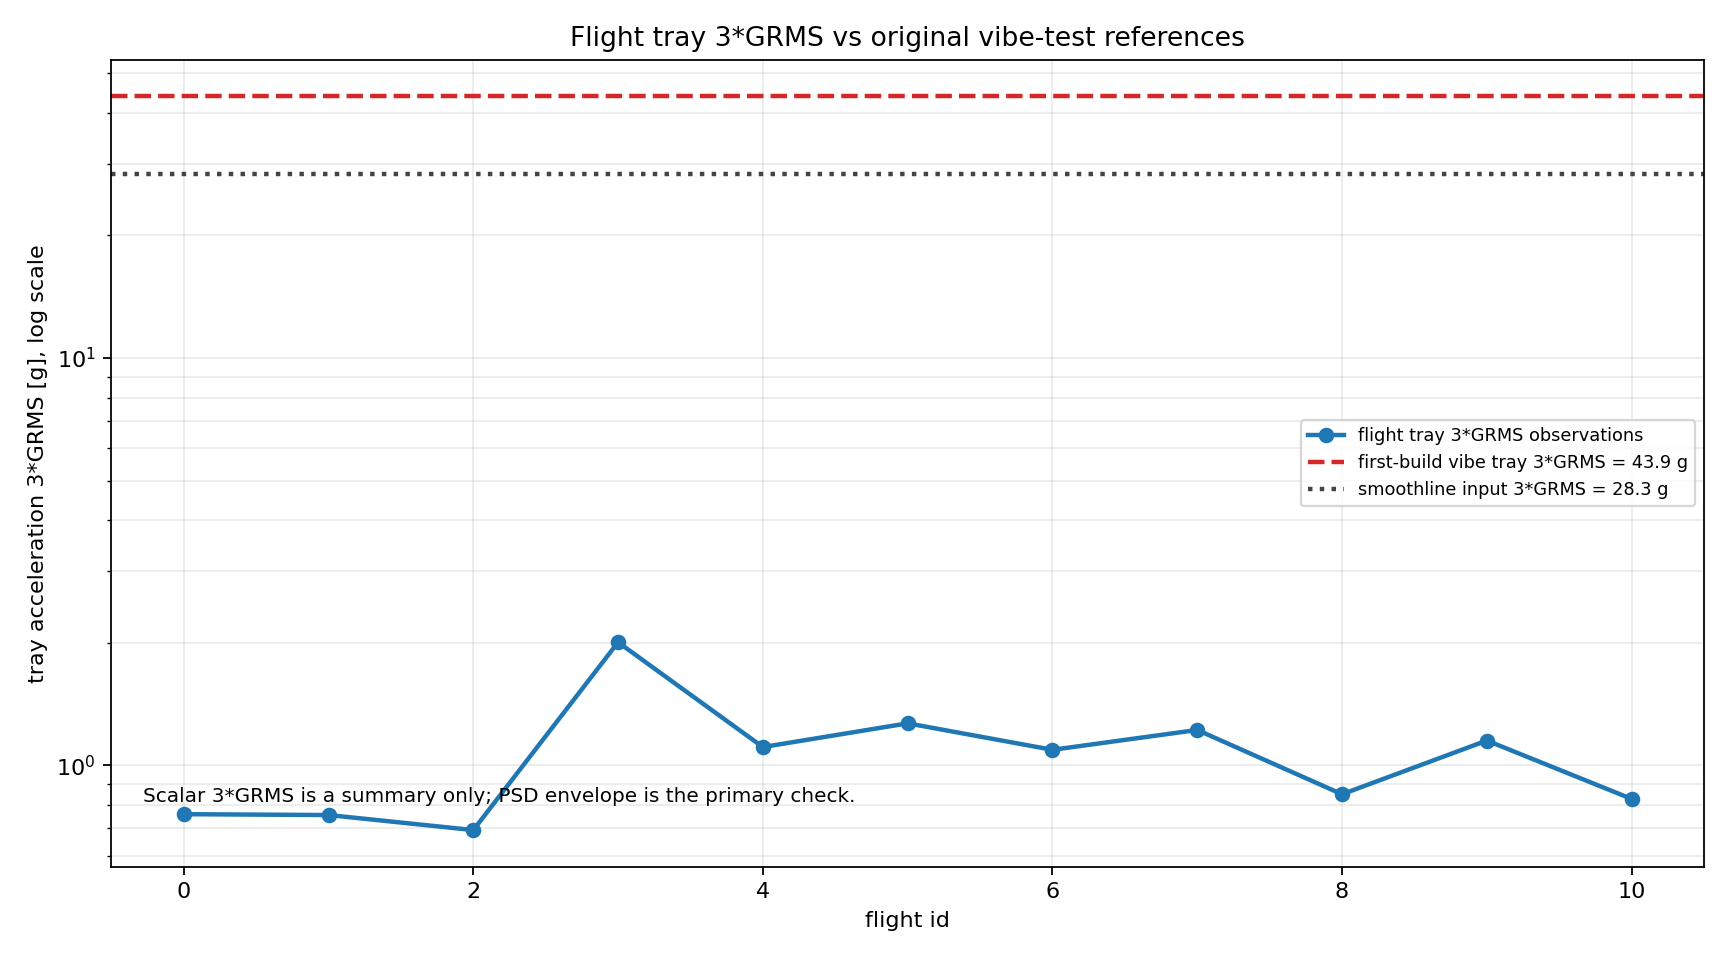 Flight tray 3*GRMS vs original vibe-test references
tray acceleration 3*GRMS [g], log scale
10¹
10⁰
flight tray 3*GRMS observations
first-build vibe tray 3*GRMS = 43.9 g
smoothline input 3*GRMS = 28.3 g
Scalar 3*GRMS is a summary only; PSD envelope is the primary check.
0 2 4 6 8 10
flight id